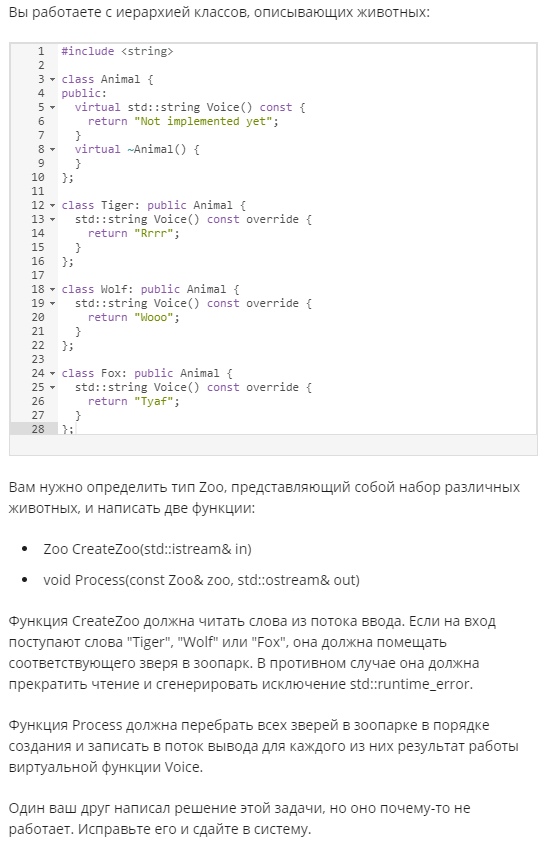 Вы работаете с иерархией классов, описывающих животных:
1 #include <string>
2
3 class Animal {
4 public:
5   virtual std::string Voice() const {
6     return "Not implemented yet";
7   }
8   virtual ~Animal() {
9   }
10 };
11
12 class Tiger: public Animal {
13   std::string Voice() const override {
14     return "Rrrr";
15   }
16 };
17
18 class Wolf: public Animal {
19   std::string Voice() const override {
20     return "Wooo";
21   }
22 };
23
24 class Fox: public Animal {
25   std::string Voice() const override {
26     return "Tyaf";
27   }
28 };
Вам нужно определить тип Zoo, представляющий собой набор различных
животных, и написать две функции:
• Zoo CreateZoo(std::istream& in)
• void Process(const Zoo& zoo, std::ostream& out)
Функция CreateZoo должна читать слова из потока ввода. Если на вход
поступают слова "Tiger", "Wolf" или "Fox", она должна помещать
соответствующего зверя в зоопарк. В противном случае она должна
прекратить чтение и сгенерировать исключение std::runtime_error.
Функция Process должна перебрать всех зверей в зоопарке в порядке
создания и записать в поток вывода для каждого из них результат работы
виртуальной функции Voice.
Один ваш друг написал решение этой задачи, но оно почему-то не
работает. Исправьте его и сдайте в систему.